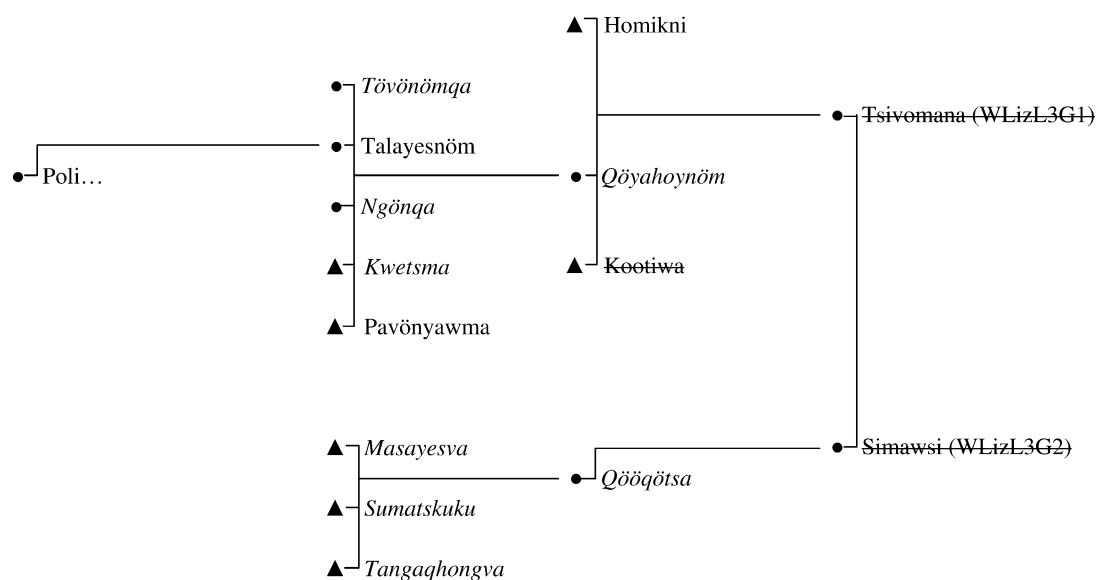 Homikni
Tövönömqa
Tsivomana (WLizL3G1)
Talayesnöm
Poli…
Qöyahoynöm
Ngönqa
Kwetsma
Kootiwa
Pavönyawma
Masayesva
Simawsi (WLizL3G2)
Qööqötsa
Sumatskuku
Tangaqhongva